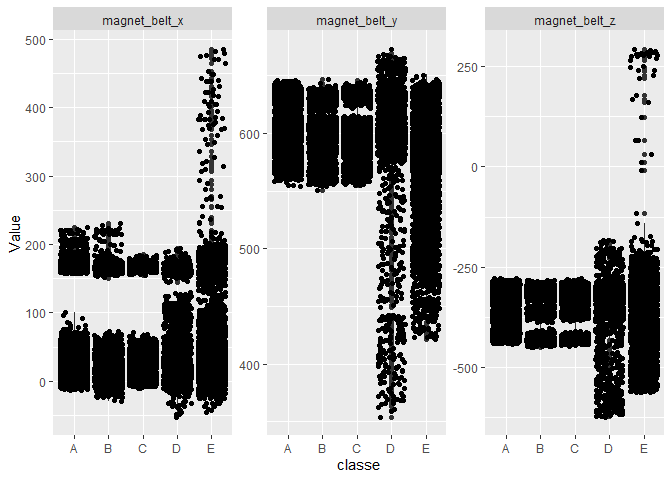 magnet_belt_x
magnet_belt_y
magnet_belt_z
Value
500
400
300
200
100
0
600
500
400
250
0
-250
-500
A B C D E
A B C D E
A B C D E
classe